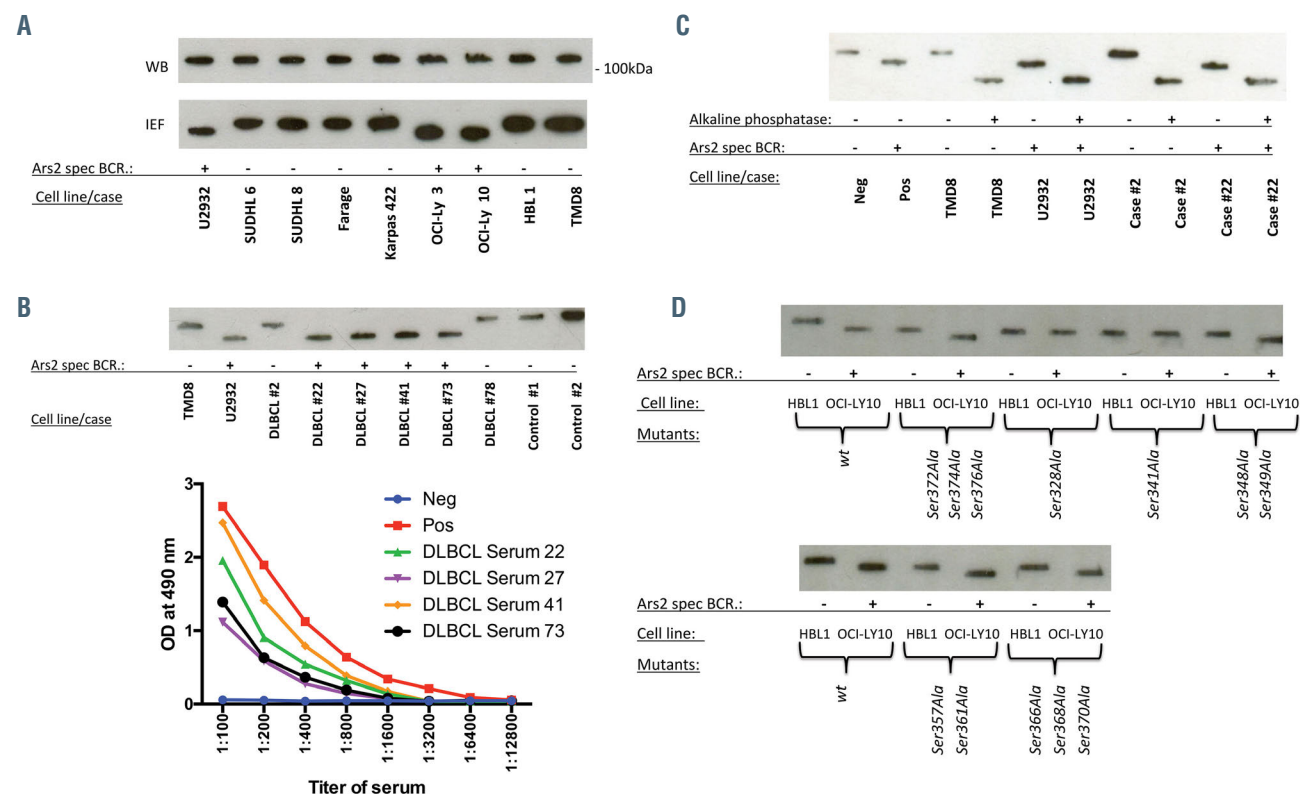 A
WB
- 100kDa
IEF
Ars2 spec BCR.: + - - - - + + - -
Cell line/case
U2932
SUDHL 6
SUDHL 8
Farage
Karpas 422
OCI-Ly 3
OCI-Ly 10
HBL 1
TMD8
B
Ars2 spec BCR.: - + - + + + + - - -
Cell line/case
TMD8
U2932
DLBCL #2
DLBCL #22
DLBCL #27
DLBCL #41
DLBCL #73
DLBCL #78
Control #1
Control #2
OD at 490 nm
3
2
1
0
Neg
Pos
DLBCL Serum 22
DLBCL Serum 27
DLBCL Serum 41
DLBCL Serum 73
1:100
1:200
1:400
1:800
1:1600
1:3200
1:6400
1:12800
Titer of serum
C
Alkaline phosphatase: - - - + - + - + - +
Ars2 spec BCR: - + - - + + - - + +
Cell line/case:
Neg
Pos
TMD8
TMD8
U2932
U2932
Case #2
Case #2
Case #22
Case #22
D
Ars2 spec BCR.: - + - + - + - + - +
Cell line: HBL1 OCI-LY10 HBL1 OCI-LY10 HBL1 OCI-LY10 HBL1 OCI-LY10 HBL1 OCI-LY10
Mutants:
wt
Ser372Ala
Ser374Ala
Ser376Ala
Ser328Ala
Ser341Ala
Ser348Ala
Ser349Ala
Ars2 spec BCR.: - + - + - +
Cell line: HBL1 OCI-LY10 HBL1 OCI-LY10 HBL1 OCI-LY10
Mutants:
wt
Ser357Ala
Ser361Ala
Ser366Ala
Ser368Ala
Ser370Ala